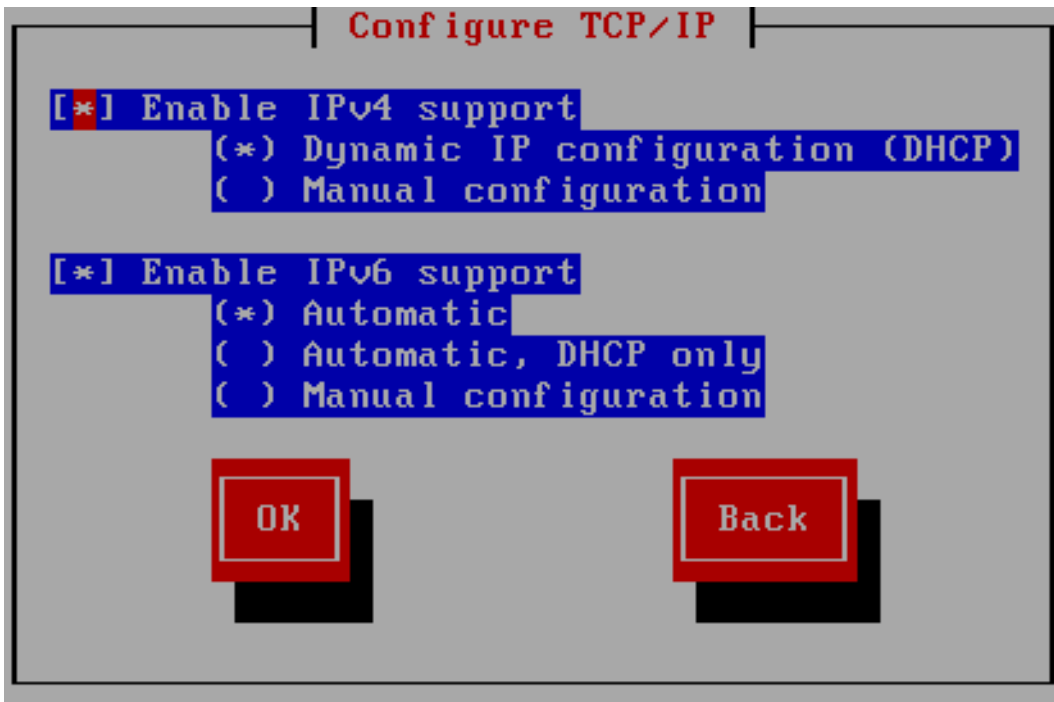 Configure TCP/IP
[*] Enable IPv4 support
(*) Dynamic IP configuration (DHCP)
( ) Manual configuration
[*] Enable IPv6 support
(*) Automatic
( ) Automatic, DHCP only
( ) Manual configuration
OK
Back